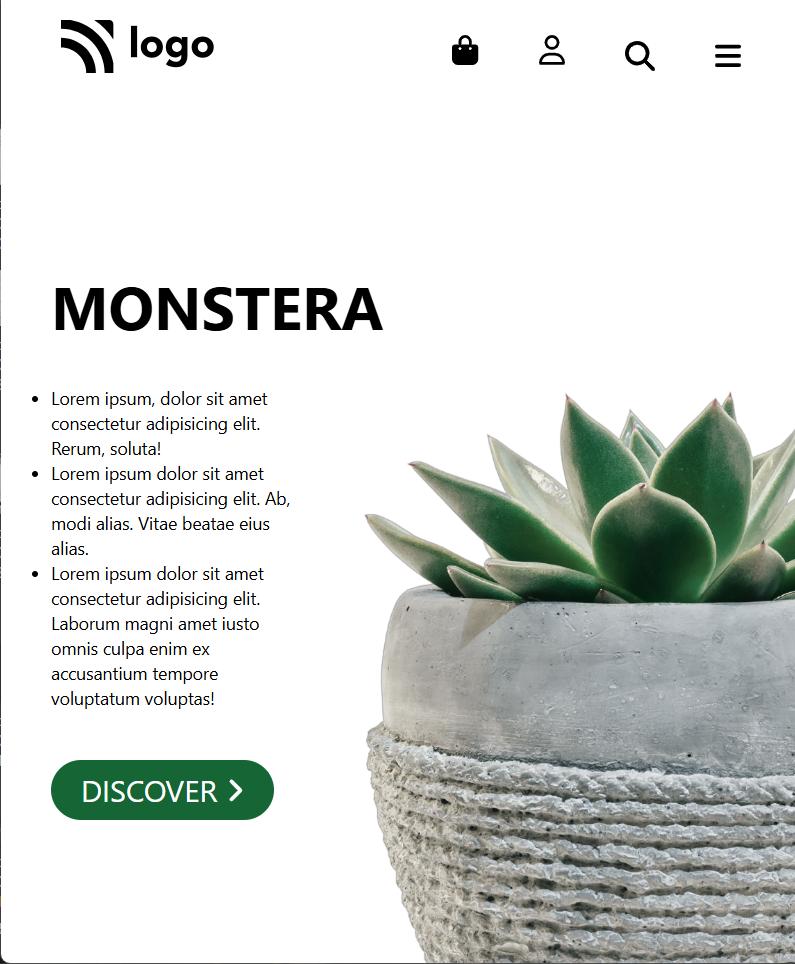 logo
MONSTERA
Lorem ipsum, dolor sit amet
consectetur adipisicing elit.
Rerum, soluta!
Lorem ipsum dolor sit amet
consectetur adipisicing elit. Ab,
modi alias. Vitae beatae eius
alias.
Lorem ipsum dolor sit amet
consectetur adipisicing elit.
Laborum magni amet iusto
omnis culpa enim ex
accusantium tempore
voluptatum voluptas!
DISCOVER